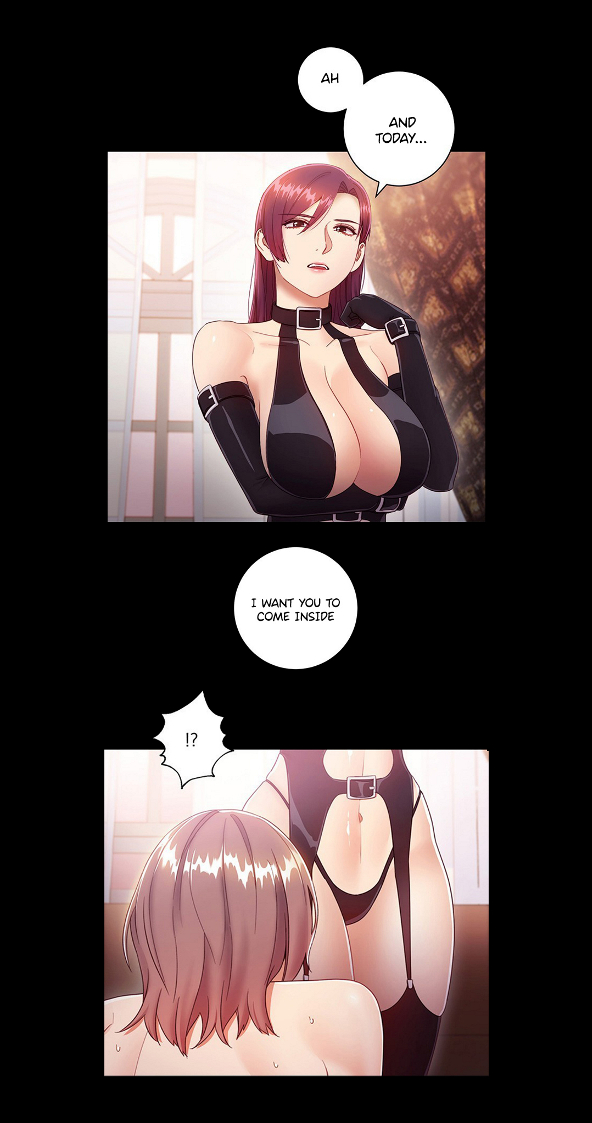 AH
AND
TODAY...
I WANT YOU TO
COME INSIDE
!?